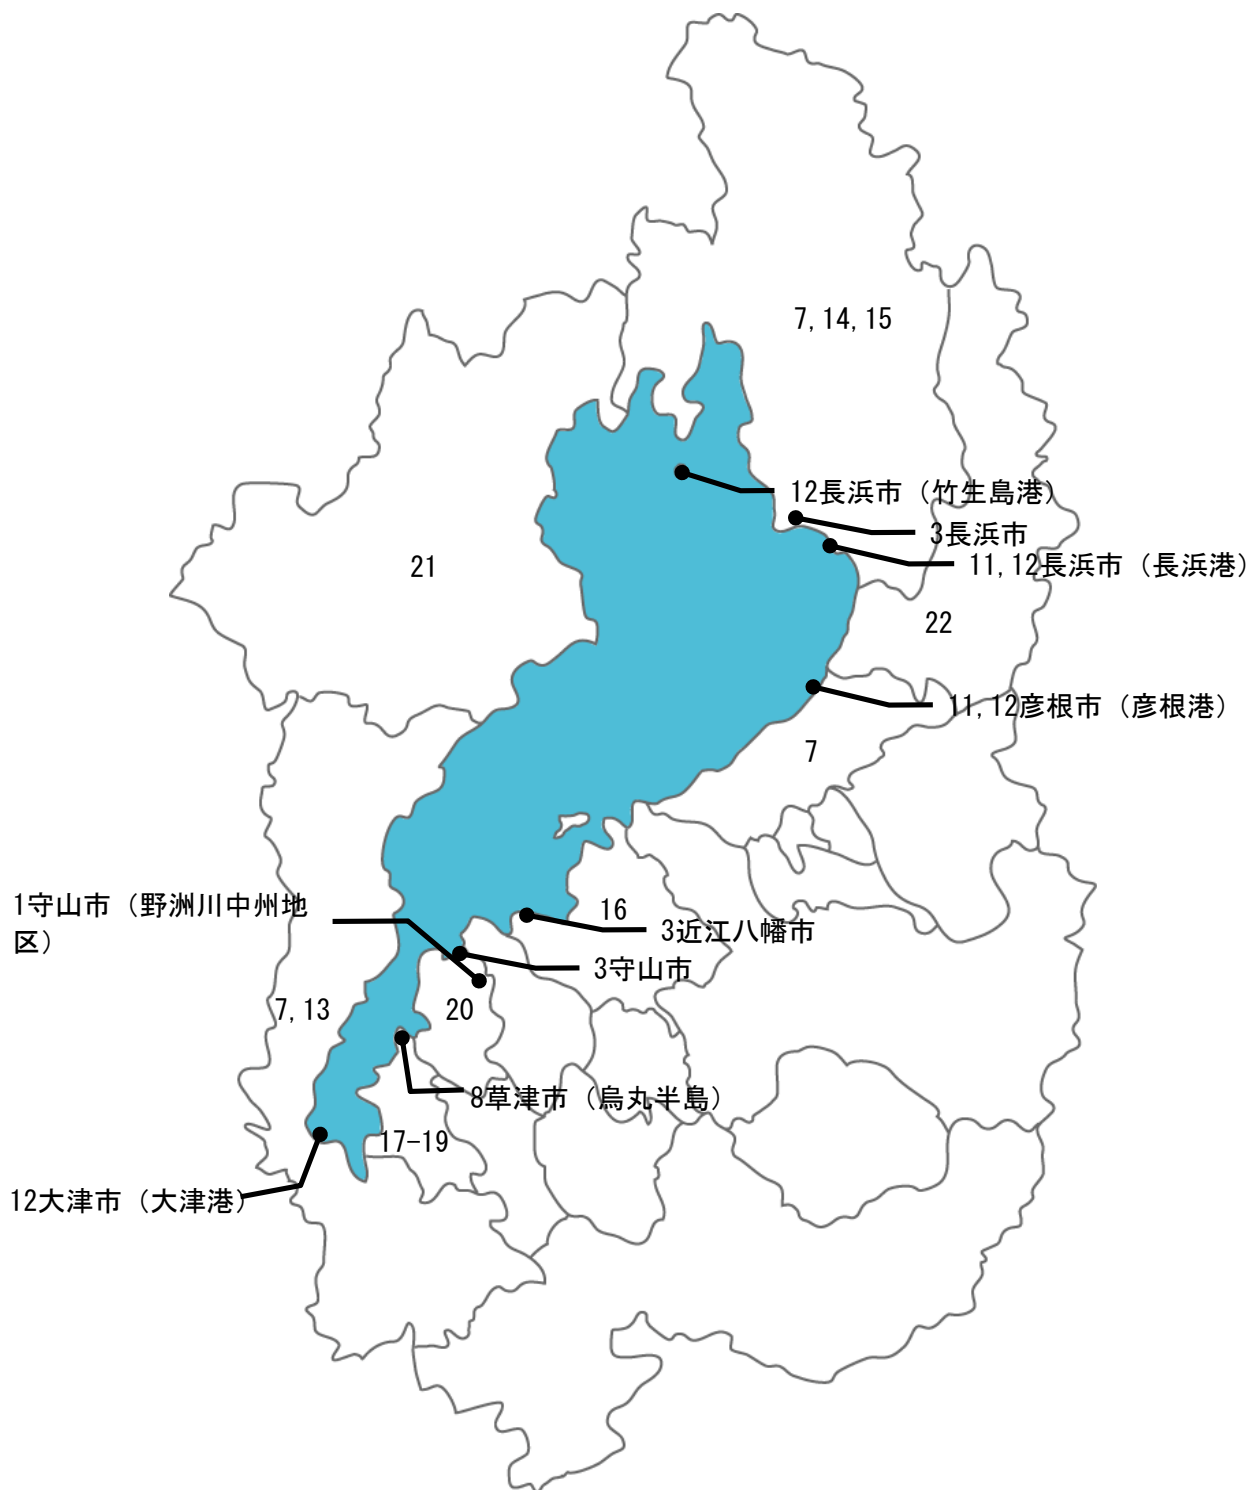 7,14,15
12長浜市（竹生島港）
3長浜市
11,12長浜市（長浜港）
21
22
11,12彦根市（彦根港）
7
1守山市（野洲川中州地
区）
16
3近江八幡市
3守山市
7,13
20
8草津市（烏丸半島）
17-19
12大津市（大津港）